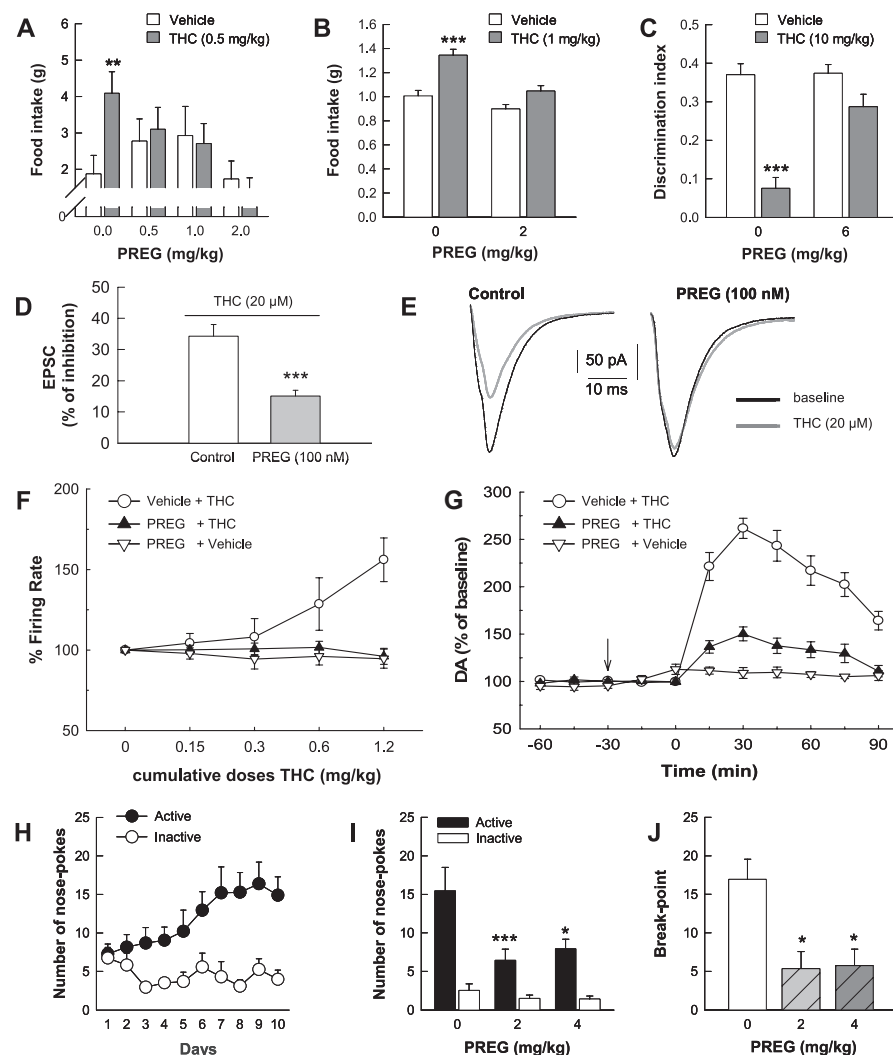 A
Vehicle
THC (0.5 mg/kg)
Food intake (g)
6
5
4
3
2
0
**
0.0 0.5 1.0 2.0
PREG (mg/kg)
B
Vehicle
THC (1 mg/kg)
Food intake (g)
1.6
1.4
1.2
1.0
0.8
0.6
0.4
0.2
0.0
***
0 2
PREG (mg/kg)
C
Vehicle
THC (10 mg/kg)
Discrimination index
0.5
0.4
0.3
0.2
0.1
0.0
***
0 6
PREG (mg/kg)
D
THC (20 µM)
EPSC
(% of inhibition)
50
40
30
20
10
0
***
Control PREG (100 nM)
E
Control PREG (100 nM)
50 pA
10 ms
baseline
THC (20 µM)
F
Vehicle + THC
PREG + THC
PREG + Vehicle
% Firing Rate
200
150
100
50
0 0.15 0.3 0.6 1.2
cumulative doses THC (mg/kg)
G
Vehicle + THC
PREG + THC
PREG + Vehicle
DA (% of baseline)
300
250
200
150
100
50
-60 -30 0 30 60 90
Time (min)
H
Active
Inactive
Number of nose-pokes
25
20
15
10
5
0
1 2 3 4 5 6 7 8 9 10
Days
I
Active
Inactive
Number of nose-pokes
25
20
15
10
5
0
***
*
0 2 4
PREG (mg/kg)
J
Break-point
25
20
15
10
5
0
* *
0 2 4
PREG (mg/kg)